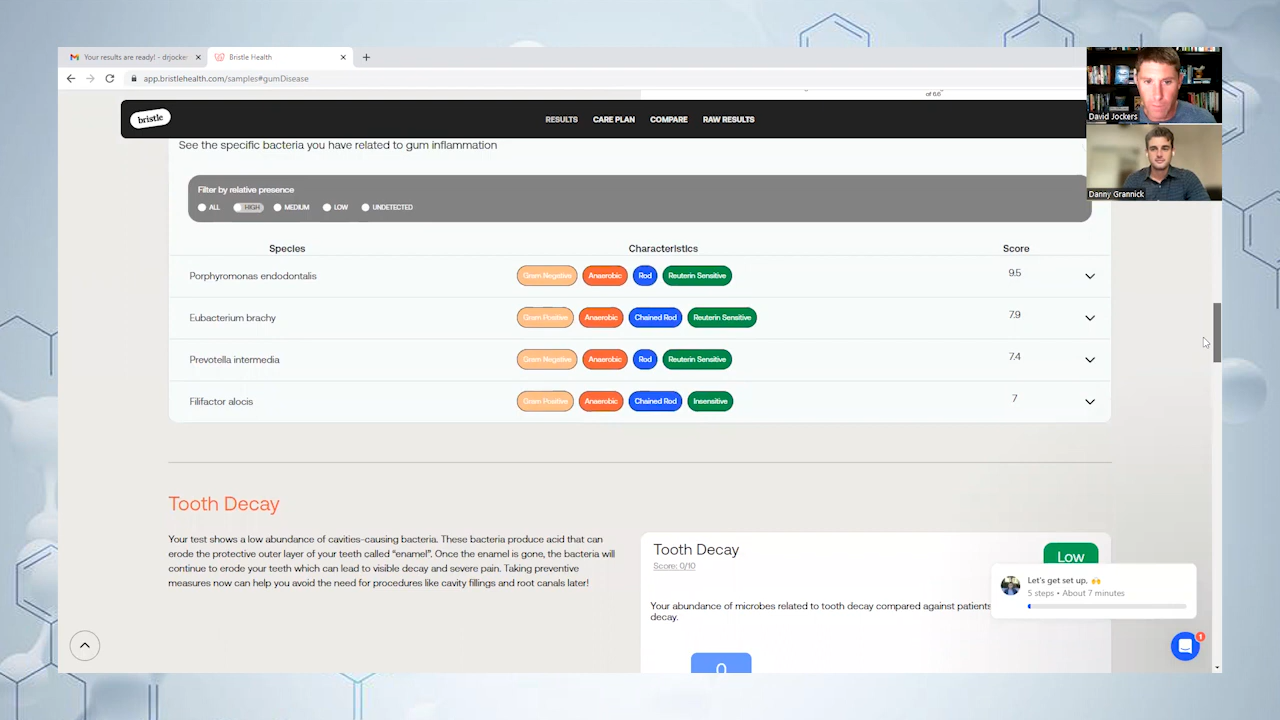 Your results are ready! - drjocke
Bristle Health
app.bristlehealth.com/samples#gumDisease
bristle
RESULTS
CARE PLAN
COMPARE
RAW RESULTS
David Jockers
Danny Grannick
See the specific bacteria you have related to gum inflammation
Filter by relative presence
ALL
HIGH
MEDIUM
LOW
UNDETECTED
Species
Characteristics
Score
Porphyromonas endodontalis
Gram Negative
Anaerobic
Rod
Reuterin Sensitive
9.5
Eubacterium brachy
Gram Positive
Anaerobic
Chained Rod
Reuterin Sensitive
7.9
Prevotella intermedia
Gram Negative
Anaerobic
Rod
Reuterin Sensitive
7.4
Filifactor alocis
Gram Positive
Anaerobic
Chained Rod
Insensitive
7
Tooth Decay
Your test shows a low abundance of cavities-causing bacteria. These bacteria produce acid that can
erode the protective outer layer of your teeth called “enamel”. Once the enamel is gone, the bacteria will
continue to erode your teeth which can lead to visible decay and severe pain. Taking preventive
measures now can help you avoid the need for procedures like cavity fillings and root canals later!
Tooth Decay
Score: 0/10
Low
Your abundance of microbes related to tooth decay compared against patients
decay.
0
Let's get set up, 🙌
5 steps • About 7 minutes
1